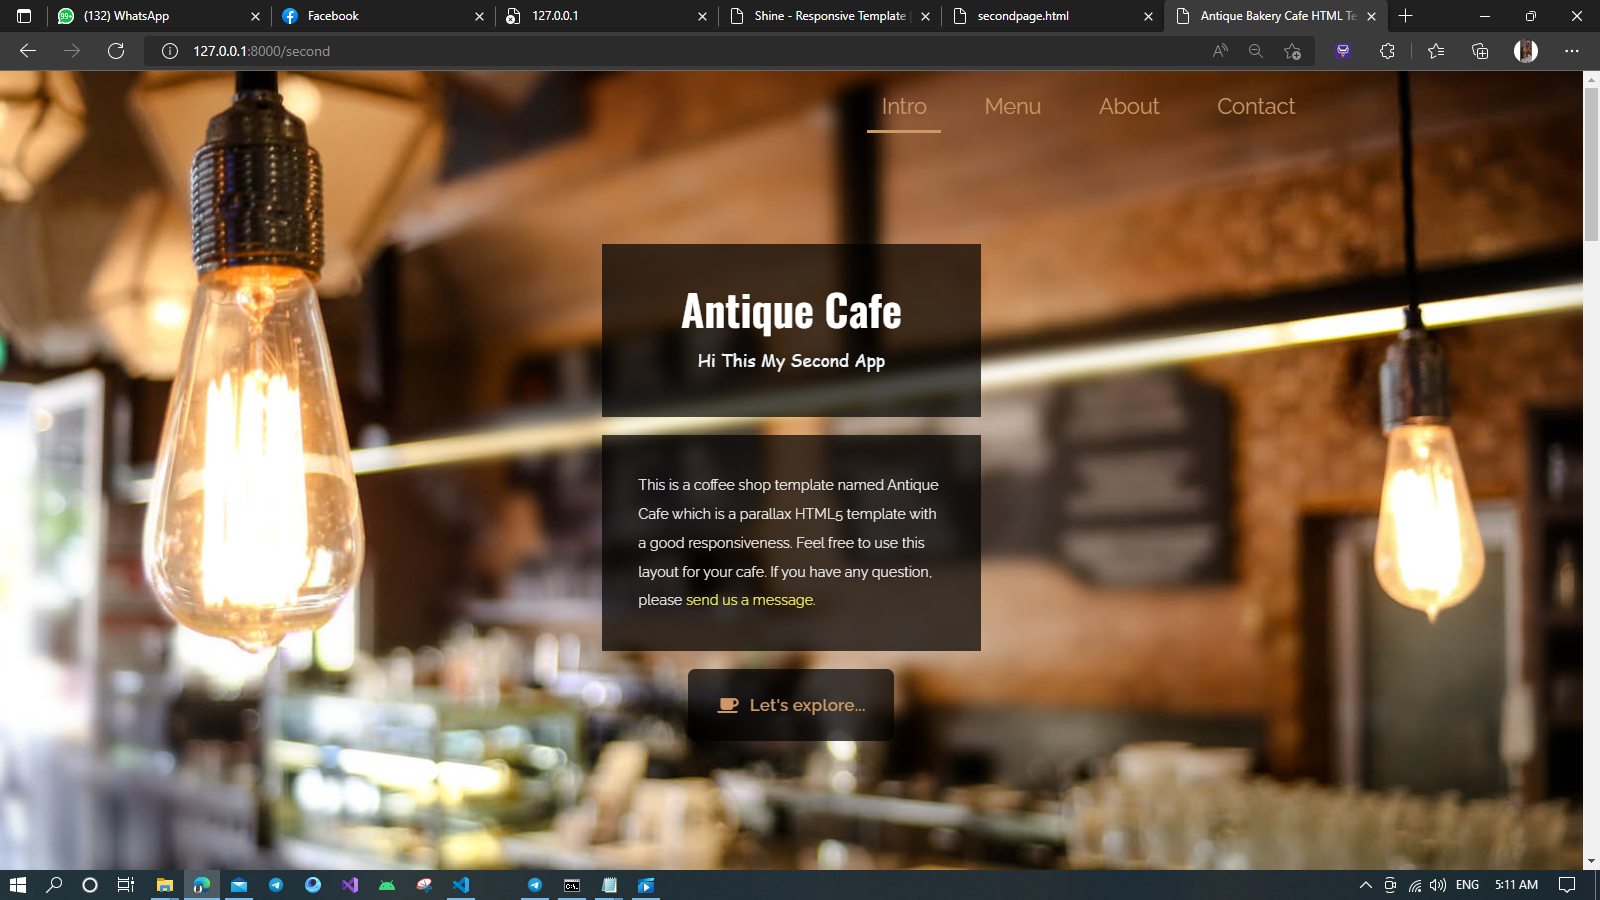 (132) WhatsApp
Facebook
127.0.0.1
Shine - Responsive Template
secondpage.html
Antique Bakery Cafe HTML Te
127.0.0.1:8000/second
Intro
Menu
About
Contact
Antique Cafe
Hi This My Second App
This is a coffee shop template named Antique
Cafe which is a parallax HTML5 template with
a good responsiveness. Feel free to use this
layout for your cafe. If you have any question,
please send us a message.
Let's explore...
ENG
5:11 AM